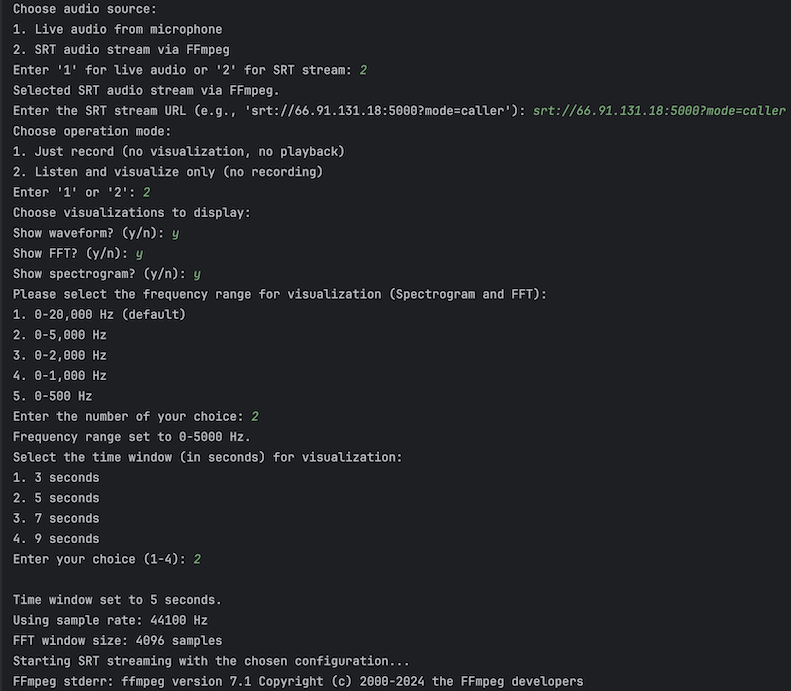 Choose audio source:
1. Live audio from microphone
2. SRT audio stream via FFmpeg
Enter '1' for live audio or '2' for SRT stream: 2
Selected SRT audio stream via FFmpeg.
Enter the SRT stream URL (e.g., 'srt://66.91.131.18:5000?mode=caller'): srt://66.91.131.18:5000?mode=caller
Choose operation mode:
1. Just record (no visualization, no playback)
2. Listen and visualize only (no recording)
Enter '1' or '2': 2
Choose visualizations to display:
Show waveform? (y/n): y
Show FFT? (y/n): y
Show spectrogram? (y/n): y
Please select the frequency range for visualization (Spectrogram and FFT):
1. 0-20,000 Hz (default)
2. 0-5,000 Hz
3. 0-2,000 Hz
4. 0-1,000 Hz
5. 0-500 Hz
Enter the number of your choice: 2
Frequency range set to 0-5000 Hz.
Select the time window (in seconds) for visualization:
1. 3 seconds
2. 5 seconds
3. 7 seconds
4. 9 seconds
Enter your choice (1-4): 2
Time window set to 5 seconds.
Using sample rate: 44100 Hz
FFT window size: 4096 samples
Starting SRT streaming with the chosen configuration...
FFmpeg stderr: ffmpeg version 7.1 Copyright (c) 2000-2024 the FFmpeg developers